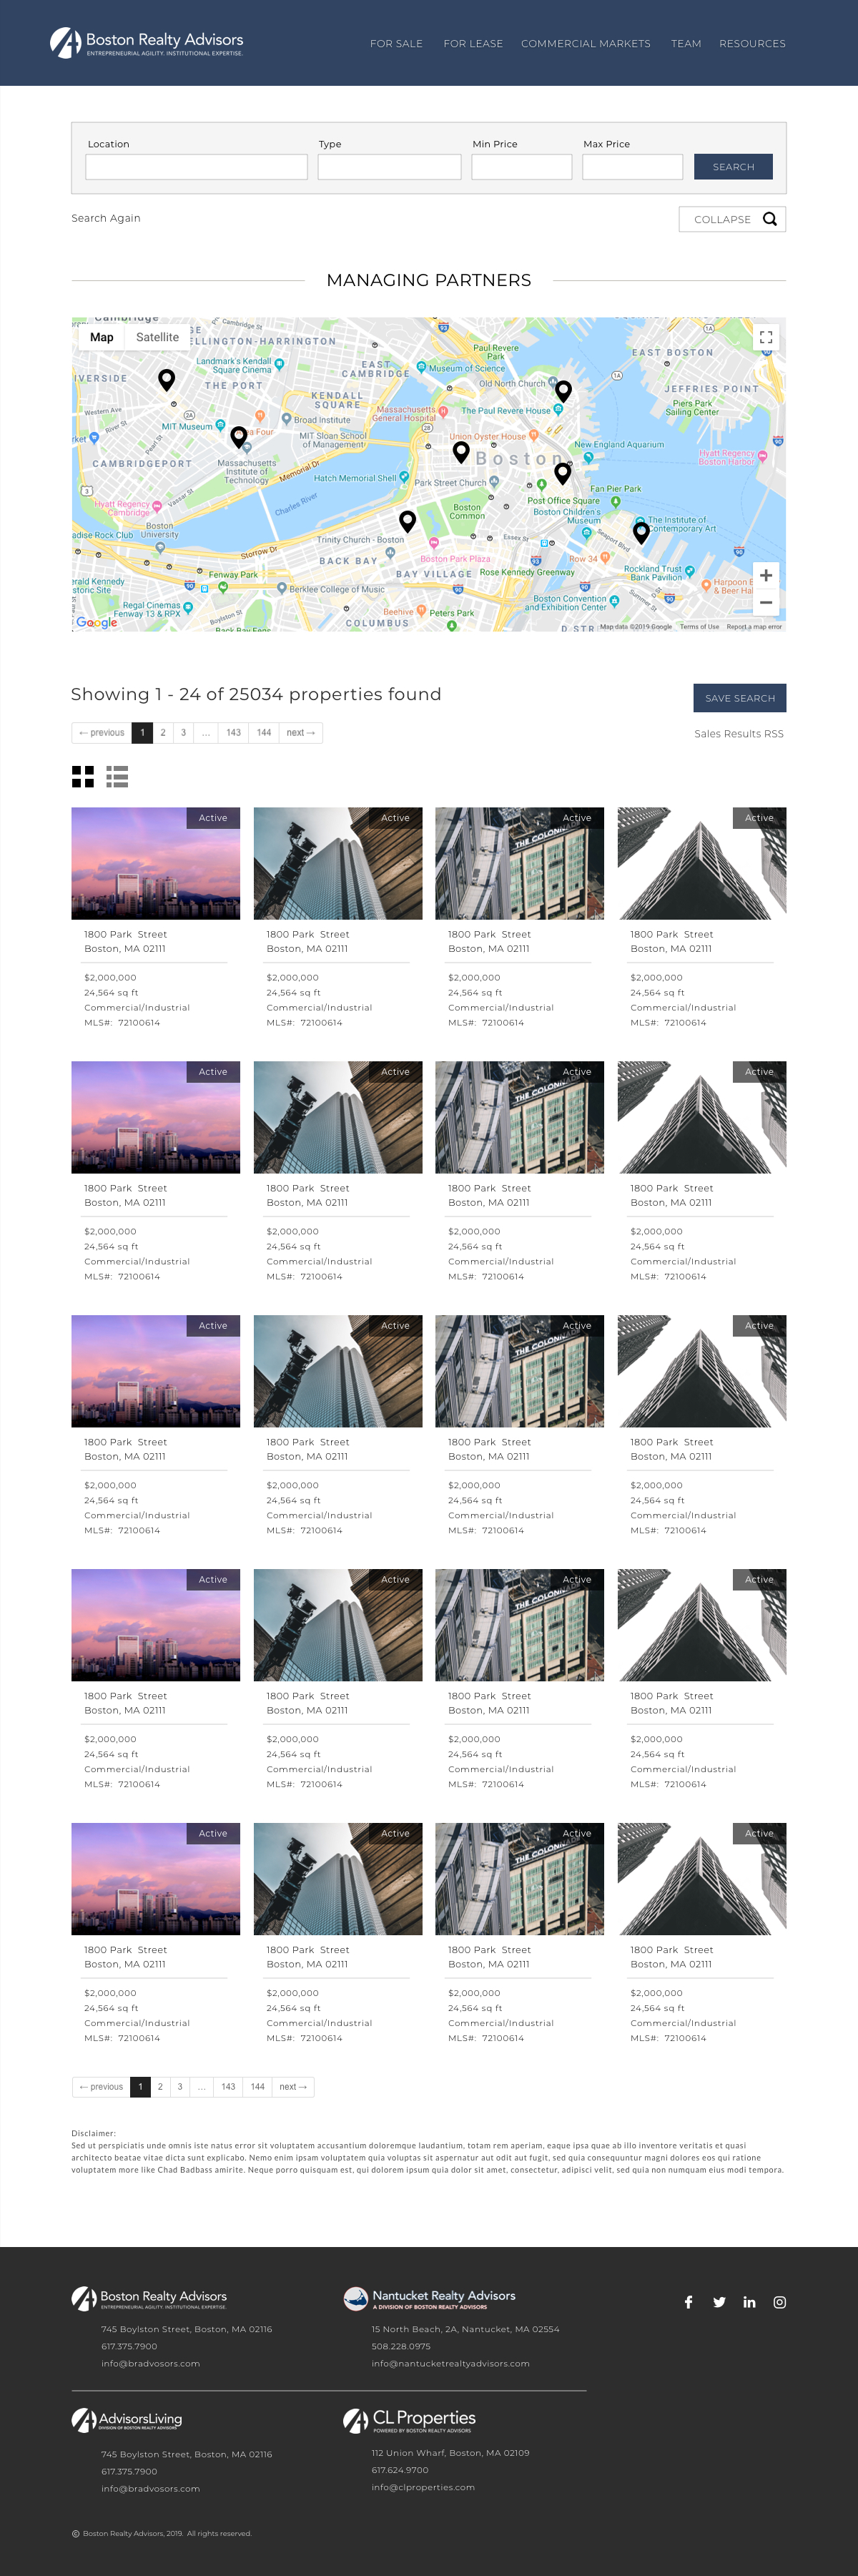 Boston Realty Advisors
ENTREPRENEURIAL AGILITY. INSTITUTIONAL EXPERTISE.
FOR SALE FOR LEASE COMMERCIAL MARKETS TEAM RESOURCES
Location Type Min Price Max Price
SEARCH
Search Again
COLLAPSE
MANAGING PARTNERS
Map Satellite
Cambridge
Cambridge St
WELLINGTON-HARRINGTON
Landmark's Kendall
Square Cinema
THE PORT
EAST
CAMBRIDGE
Museum of Science
Paul Revere
Park
Old North Church
EAST BOSTON
JEFFRIES POINT
Piers Park
Sailing Center
KENDALL
SQUARE
Western Ave
River St
Pearl St
MIT Museum
Broad Institute
MIT Sloan School
of Management
Massachusetts
General Hospital
The Paul Revere House
Union Oyster House
New England Aquarium
Hyatt Regency
Boston Harbor
CAMBRIDGEPORT
Massachusetts
Institute of
Technology
Memorial Dr
Hatch Memorial Shell
Park Street Church
Boston
Vassar St
Charles River
Fan Pier Park
Post Office Square
Hyatt Regency
Cambridge
Boston
University
Boston
Common
Boston Children's
Museum
The Institute of
Contemporary Art
Trinity Church - Boston
Storrow Dr
BACK BAY
Boston Park Plaza
Essex St
Seaport Blvd
Row 34
Rockland Trust
Bank Pavilion
BAY VILLAGE
Rose Kennedy Greenway
Fenway Park
Berklee College of Music
Regal Cinemas
Fenway 13 & RPX
Boylston St
Beehive
Peters Park
COLUMBUS
Boston Convention
and Exhibition Center
Summer St
Google
Map data ©2019 Google Terms of Use Report a map error
Showing 1 - 24 of 25034 properties found
SAVE SEARCH
← previous 1 2 3 … 143 144 next →
Sales Results RSS
Active Active Active Active
THE COLONNADE
1800 Park Street 1800 Park Street 1800 Park Street 1800 Park Street
Boston, MA 02111 Boston, MA 02111 Boston, MA 02111 Boston, MA 02111
$2,000,000 $2,000,000 $2,000,000 $2,000,000
24,564 sq ft 24,564 sq ft 24,564 sq ft 24,564 sq ft
Commercial/Industrial Commercial/Industrial Commercial/Industrial Commercial/Industrial
MLS#: 72100614 MLS#: 72100614 MLS#: 72100614 MLS#: 72100614
Active Active Active Active
THE COLONNADE
1800 Park Street 1800 Park Street 1800 Park Street 1800 Park Street
Boston, MA 02111 Boston, MA 02111 Boston, MA 02111 Boston, MA 02111
$2,000,000 $2,000,000 $2,000,000 $2,000,000
24,564 sq ft 24,564 sq ft 24,564 sq ft 24,564 sq ft
Commercial/Industrial Commercial/Industrial Commercial/Industrial Commercial/Industrial
MLS#: 72100614 MLS#: 72100614 MLS#: 72100614 MLS#: 72100614
Active Active Active Active
THE COLONNADE
1800 Park Street 1800 Park Street 1800 Park Street 1800 Park Street
Boston, MA 02111 Boston, MA 02111 Boston, MA 02111 Boston, MA 02111
$2,000,000 $2,000,000 $2,000,000 $2,000,000
24,564 sq ft 24,564 sq ft 24,564 sq ft 24,564 sq ft
Commercial/Industrial Commercial/Industrial Commercial/Industrial Commercial/Industrial
MLS#: 72100614 MLS#: 72100614 MLS#: 72100614 MLS#: 72100614
Active Active Active Active
THE COLONNADE
1800 Park Street 1800 Park Street 1800 Park Street 1800 Park Street
Boston, MA 02111 Boston, MA 02111 Boston, MA 02111 Boston, MA 02111
$2,000,000 $2,000,000 $2,000,000 $2,000,000
24,564 sq ft 24,564 sq ft 24,564 sq ft 24,564 sq ft
Commercial/Industrial Commercial/Industrial Commercial/Industrial Commercial/Industrial
MLS#: 72100614 MLS#: 72100614 MLS#: 72100614 MLS#: 72100614
Active Active Active Active
THE COLONNADE
1800 Park Street 1800 Park Street 1800 Park Street 1800 Park Street
Boston, MA 02111 Boston, MA 02111 Boston, MA 02111 Boston, MA 02111
$2,000,000 $2,000,000 $2,000,000 $2,000,000
24,564 sq ft 24,564 sq ft 24,564 sq ft 24,564 sq ft
Commercial/Industrial Commercial/Industrial Commercial/Industrial Commercial/Industrial
MLS#: 72100614 MLS#: 72100614 MLS#: 72100614 MLS#: 72100614
← previous 1 2 3 … 143 144 next →
Disclaimer:
Sed ut perspiciatis unde omnis iste natus error sit voluptatem accusantium doloremque laudantium, totam rem aperiam, eaque ipsa quae ab illo inventore veritatis et quasi
architecto beatae vitae dicta sunt explicabo. Nemo enim ipsam voluptatem quia voluptas sit aspernatur aut odit aut fugit, sed quia consequuntur magni dolores eos qui ratione
voluptatem more like Chad Badbass amirite. Neque porro quisquam est, qui dolorem ipsum quia dolor sit amet, consectetur, adipisci velit, sed quia non numquam eius modi tempora.
Boston Realty Advisors
ENTREPRENEURIAL AGILITY. INSTITUTIONAL EXPERTISE.
745 Boylston Street, Boston, MA 02116
617.375.7900
info@bradvosors.com
Nantucket Realty Advisors
A DIVISION OF BOSTON REALTY ADVISORS
15 North Beach, 2A, Nantucket, MA 02554
508.228.0975
info@nantucketrealtyadvisors.com
AdvisorsLiving
DIVISION OF BOSTON REALTY ADVISORS
745 Boylston Street, Boston, MA 02116
617.375.7900
info@bradvosors.com
CL Properties
POWERED BY BOSTON REALTY ADVISORS
112 Union Wharf, Boston, MA 02109
617.624.9700
info@clproperties.com
© Boston Realty Advisors, 2019. All rights reserved.